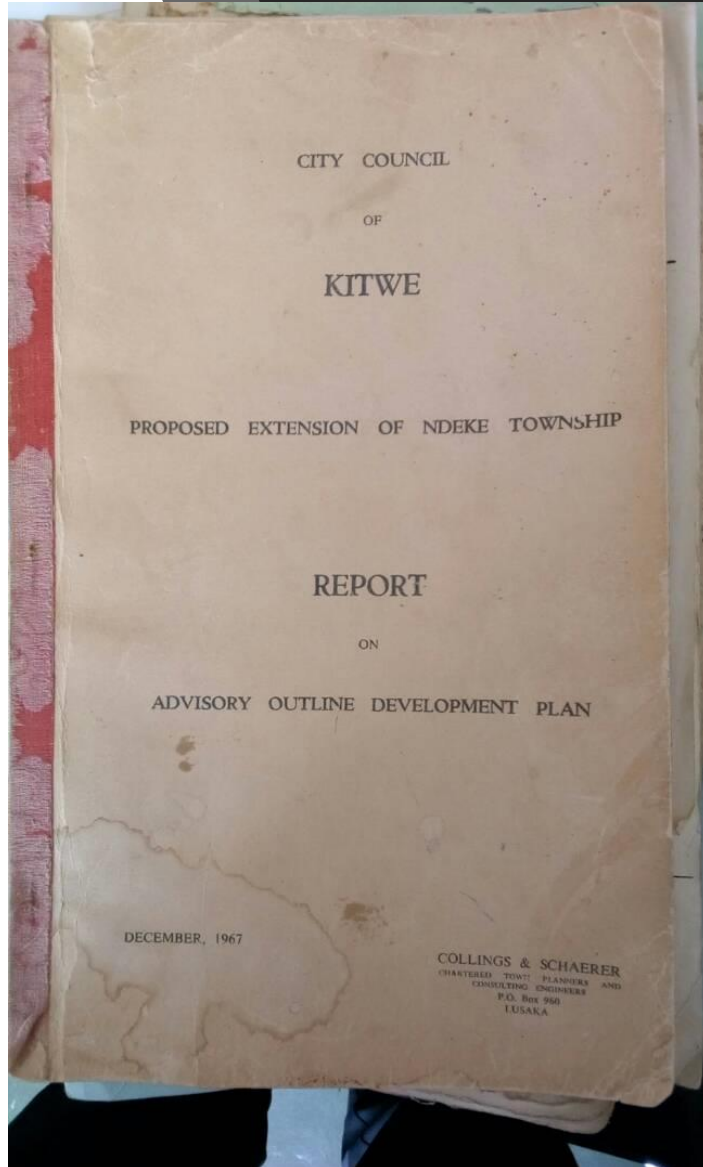 CITY COUNCIL
OF
KITWE
PROPOSED EXTENSION OF NDEKE TOWNSHIP
REPORT
ON
ADVISORY OUTLINE DEVELOPMENT PLAN
DECEMBER, 1967
COLLINGS & SCHAERER
CHARTERED TOWN PLANNERS AND
CONSULTING ENGINEERS
P.O. Box 960
LUSAKA